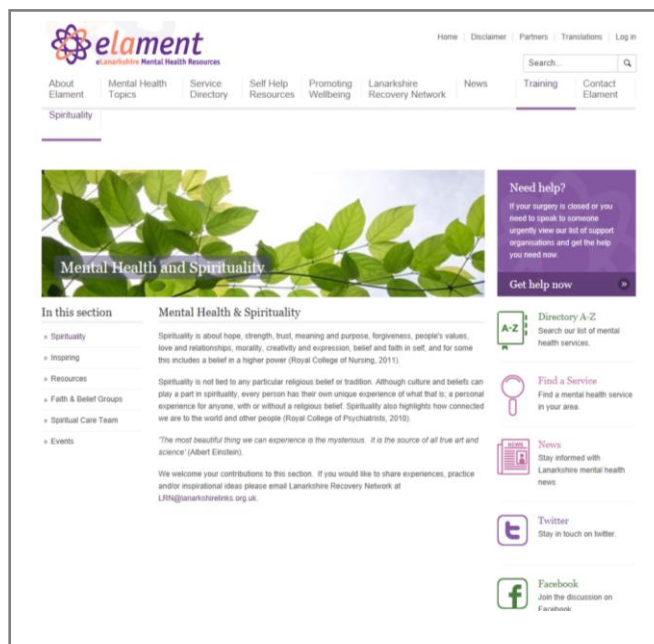 elament
eLanarkshire Mental Health Resources
Home Disclaimer Partners Translations Log in
Search...
About Elament
Mental Health Topics
Service Directory
Self Help Resources
Promoting Wellbeing
Lanarkshire Recovery Network
News
Training
Contact Elament
Spirituality
Mental Health and Spirituality
Need help?
If your surgery is closed or you
need to speak to someone
urgently view our list of support
organisations and get the help
you need now
Get help now
In this section
» Spirituality
» Inspiring
» Resources
» Faith & Belief Groups
» Spiritual Care Team
» Events
Mental Health & Spirituality
Spirituality is about hope, strength, trust, meaning and purpose, forgiveness, people's values,
love and relationships, morality, creativity and expression, belief and faith in self, and for some
this includes a belief in a higher power (Royal College of Nursing, 2011).
Spirituality is not tied to any particular religious belief or tradition. Although culture and beliefs can
play a part in spirituality, every person has their own unique experience of what that is; a personal
experience for anyone, with or without a religious belief. Spirituality also highlights how connected
we are to the world and other people (Royal College of Psychiatrists, 2010).
'The most beautiful thing we can experience is the mysterious. It is the source of all true art and
science' (Albert Einstein).
We welcome your contributions to this section. If you would like to share experiences, practice
and/or inspirational ideas please email Lanarkshire Recovery Network at
LRN@lanarkshirelinks.org.uk.
A-Z
Directory A-Z
Search our list of mental
health services.
Find a Service
Find a mental health service
in your area.
NEWS
News
Stay informed with
Lanarkshire mental health
news
Twitter
Stay in touch on twitter.
Facebook
Join the discussion on
Facebook